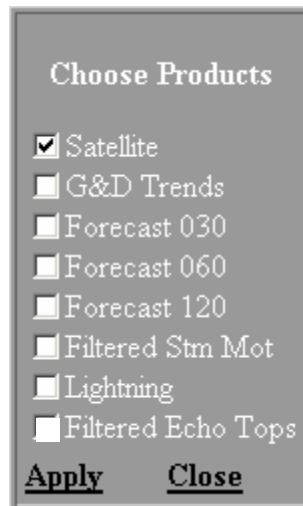 Choose Products
Satellite
G&D Trends
Forecast 030
Forecast 060
Forecast 120
Filtered Stm Mot
Lightning
Filtered Echo Tops
Apply Close